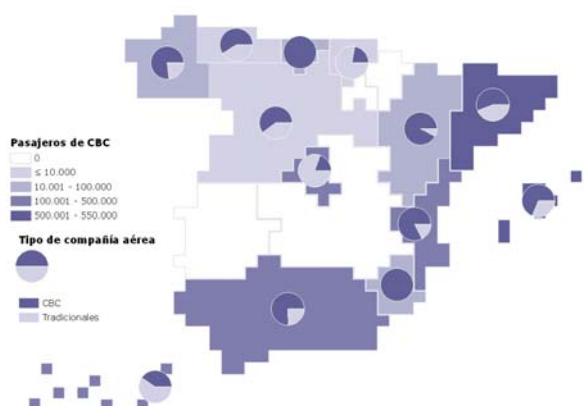 Pasajeros de CBC
0
≤ 10.000
10.001 - 100.000
100.001 - 500.000
500.001 - 550.000
Tipo de compañía aérea
CBC
Tradicionales